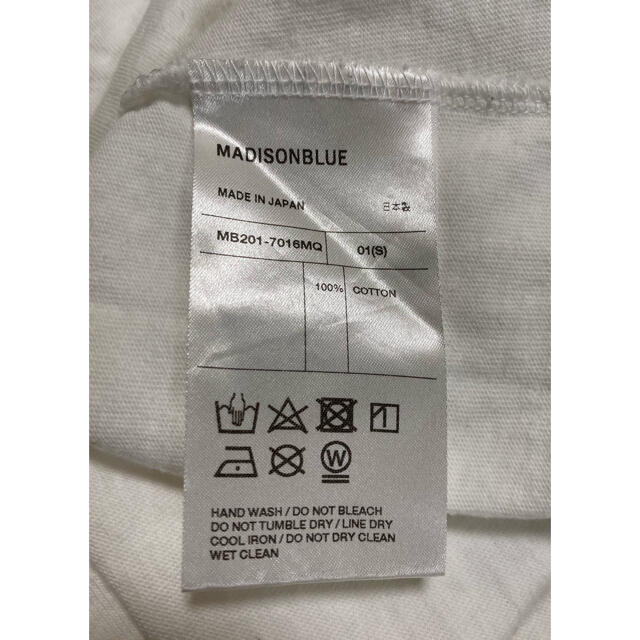 MADISONBLUE
MADE IN JAPAN 日本製
MB201-7016MQ 01(S)
100% COTTON
W
HAND WASH / DO NOT BLEACH
DO NOT TUMBLE DRY / LINE DRY
COOL IRON / DO NOT DRY CLEAN
WET CLEAN